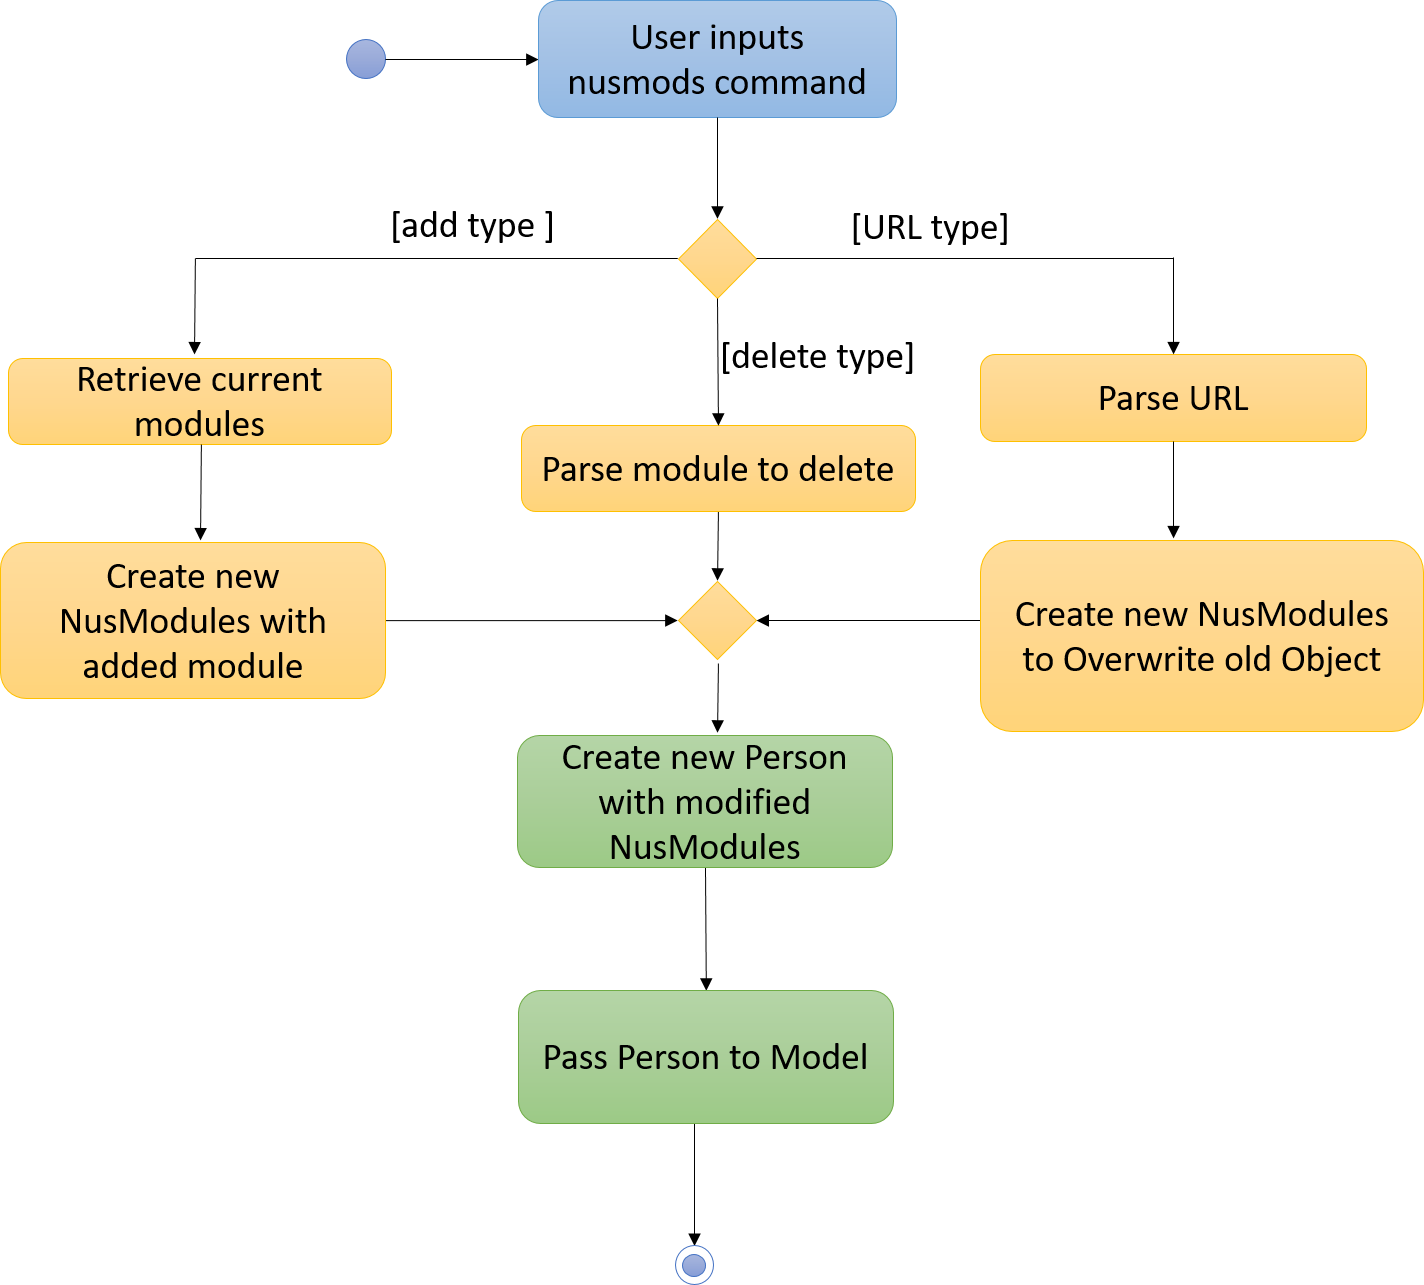 User inputs
nusmods command
[add type ]
[URL type]
[delete type]
Retrieve current
modules
Parse URL
Parse module to delete
Create new
NusModules with
added module
Create new NusModules
to Overwrite old Object
Create new Person
with modified
NusModules
Pass Person to Model